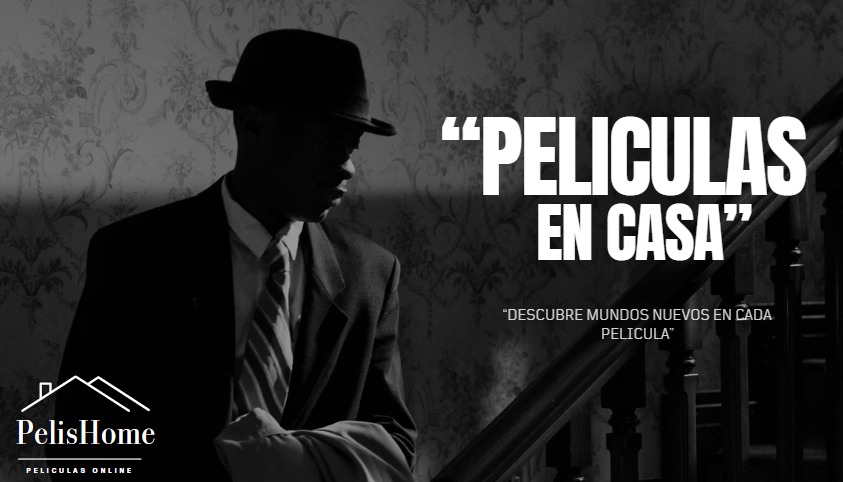 “PELICULAS
EN CASA”
“DESCUBRE MUNDOS NUEVOS EN CADA
PELICULA”
PelisHome
PELICULAS ONLINE